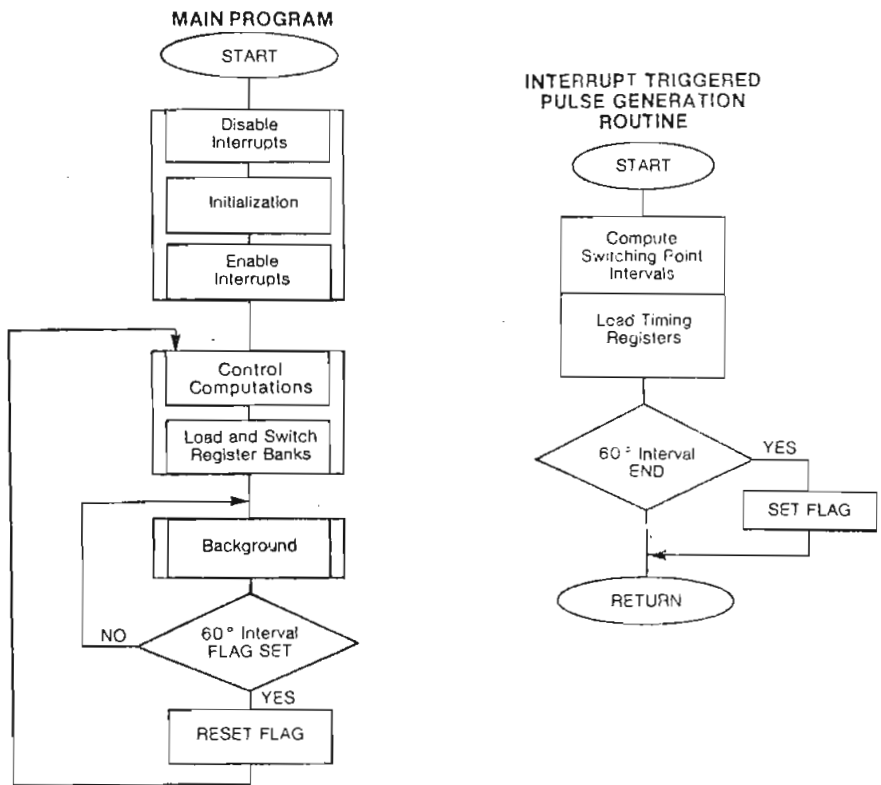 MAIN PROGRAM
START
Disable
Interrupts
Initialization
Enable
Interrupts
Control
Computations
Load and Switch
Register Banks
Background
NO
60° Interval
FLAG SET
YES
RESET FLAG
INTERRUPT TRIGGERED
PULSE GENERATION
ROUTINE
START
Compute
Switching Point
Intervals
Load Timing
Registers
60° Interval
END
YES
SET FLAG
RETURN